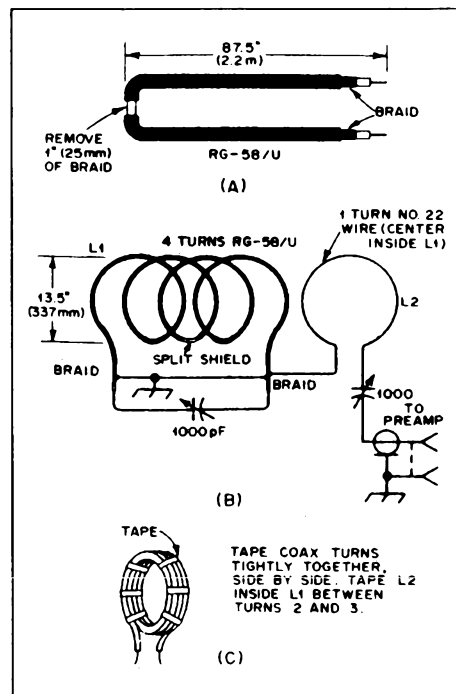 87.5"
(2.2m)
REMOVE
1" (25mm)
OF BRAID
BRAID
RG-58/U
(A)
L1
4 TURNS RG-58/U
1 TURN NO. 22
WIRE (CENTER
INSIDE L1)
13.5"
(337mm)
L2
SPLIT SHIELD
BRAID
BRAID
1000pF
1000
TO
PREAMP
(B)
TAPE
TAPE COAX TURNS
TIGHTLY TOGETHER,
SIDE BY SIDE. TAPE L2
INSIDE L1 BETWEEN
TURNS 2 AND 3.
(C)